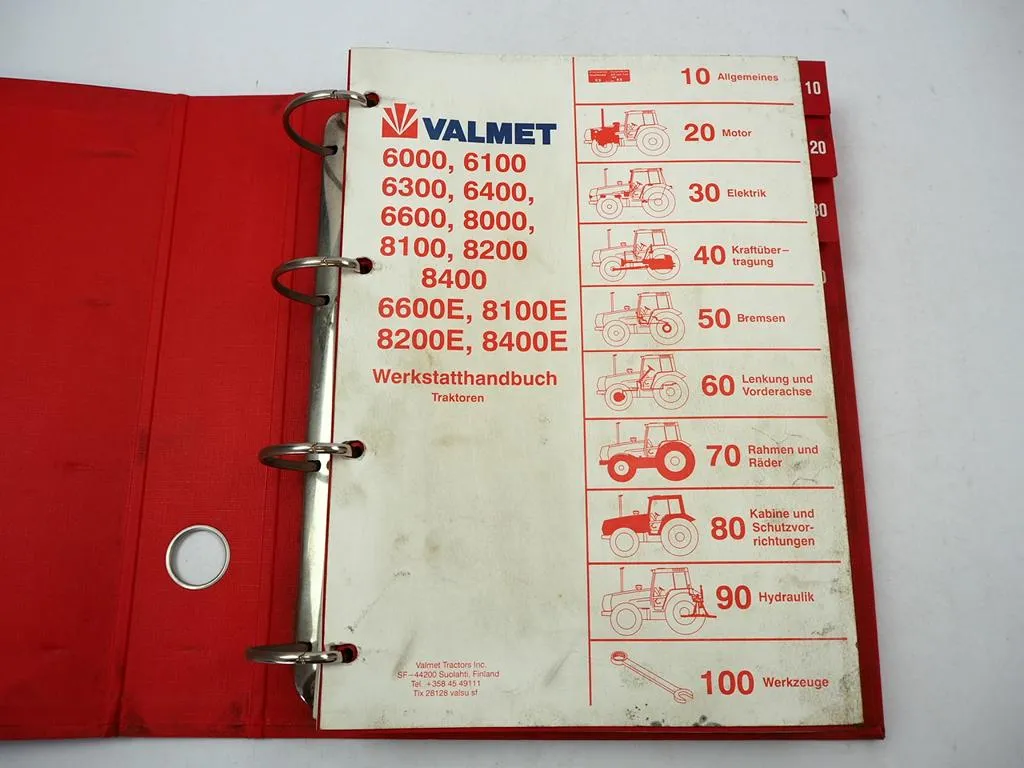 VALMET
6000, 6100
6300, 6400,
6600, 8000,
8100, 8200
8400
6600E, 8100E
8200E, 8400E
Werkstatthandbuch
Traktoren
Valmet Tractors Inc.
SF-44200 Suolahti, Finland
Tel. +358 45 49111
Tlx 28128 valsu sf
10 Allgemeines
20 Motor
30 Elektrik
40 Kraftüber-
tragung
50 Bremsen
60 Lenkung und
Vorderachse
70 Rahmen und
Räder
80 Kabine und
Schutzvor-
richtungen
90 Hydraulik
100 Werkzeuge
10
20
30